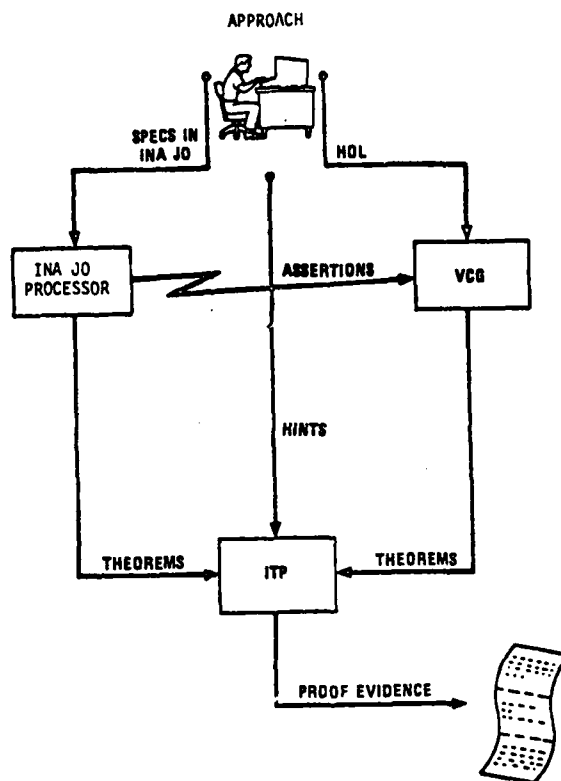 APPROACH
SPECS IN
INA JO
HOL
INA JO
PROCESSOR
ASSERTIONS
VCG
HINTS
THEOREMS
ITP
THEOREMS
PROOF EVIDENCE